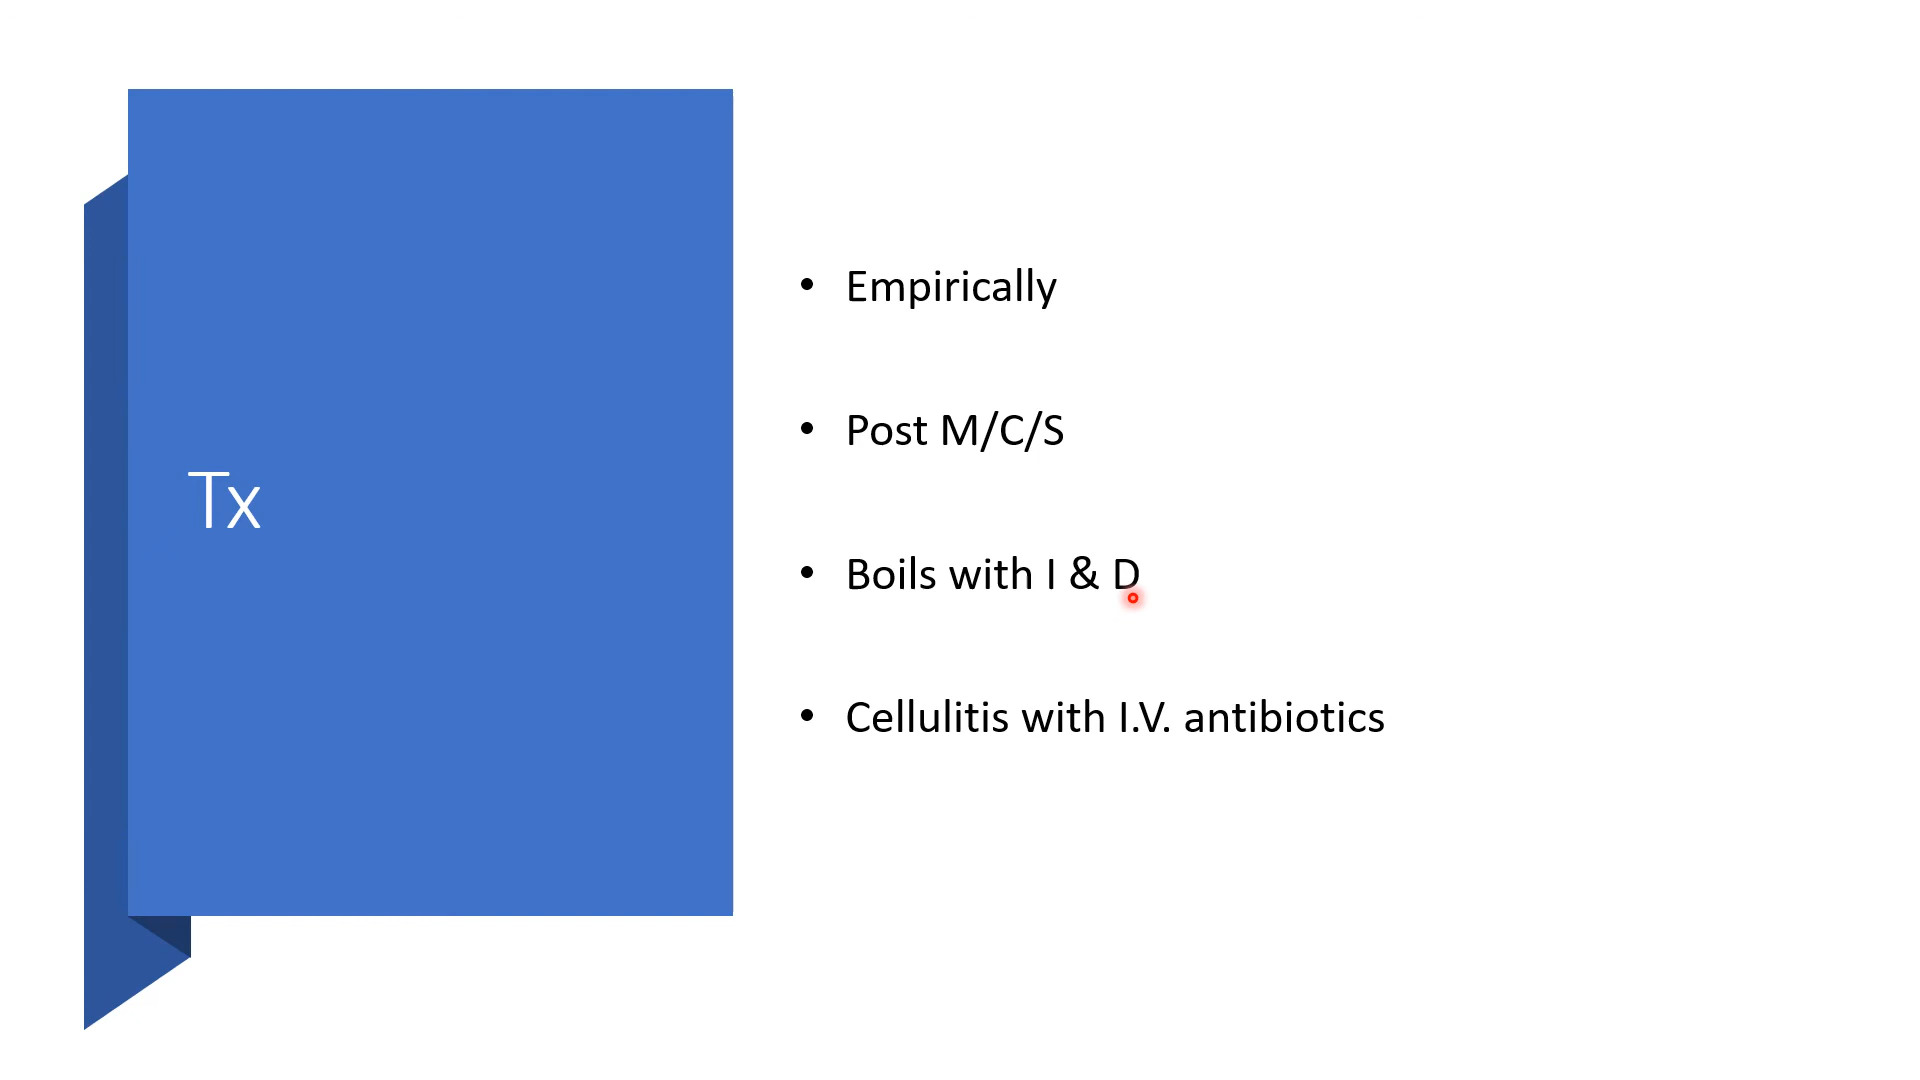 Tx
• Empirically
• Post M/C/S
• Boils with I & D
• Cellulitis with I.V. antibiotics